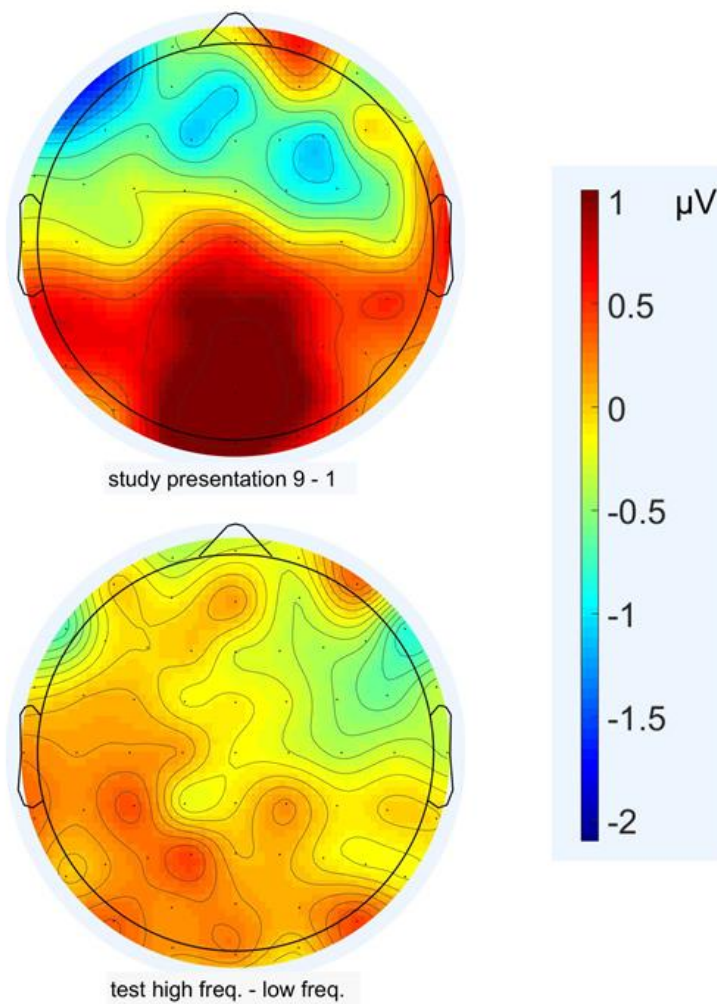 study presentation 9 - 1
1 µV
0.5
0
-0.5
-1
-1.5
-2
test high freq. - low freq.